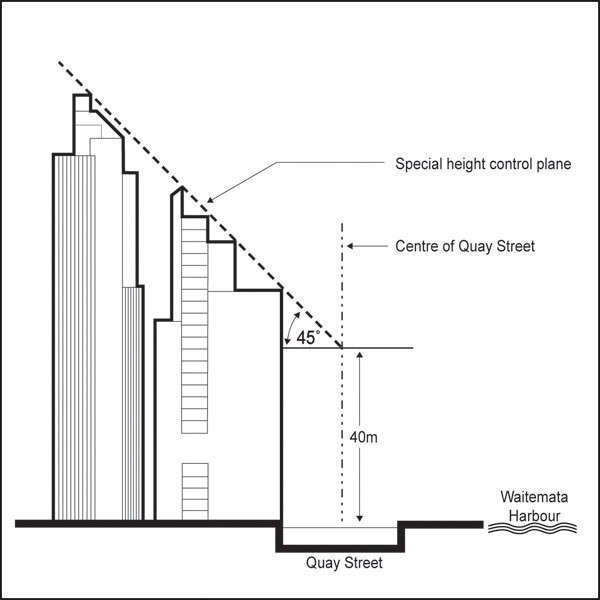 Special height control plane
Centre of Quay Street
45°
40m
Waitemata
Harbour
Quay Street